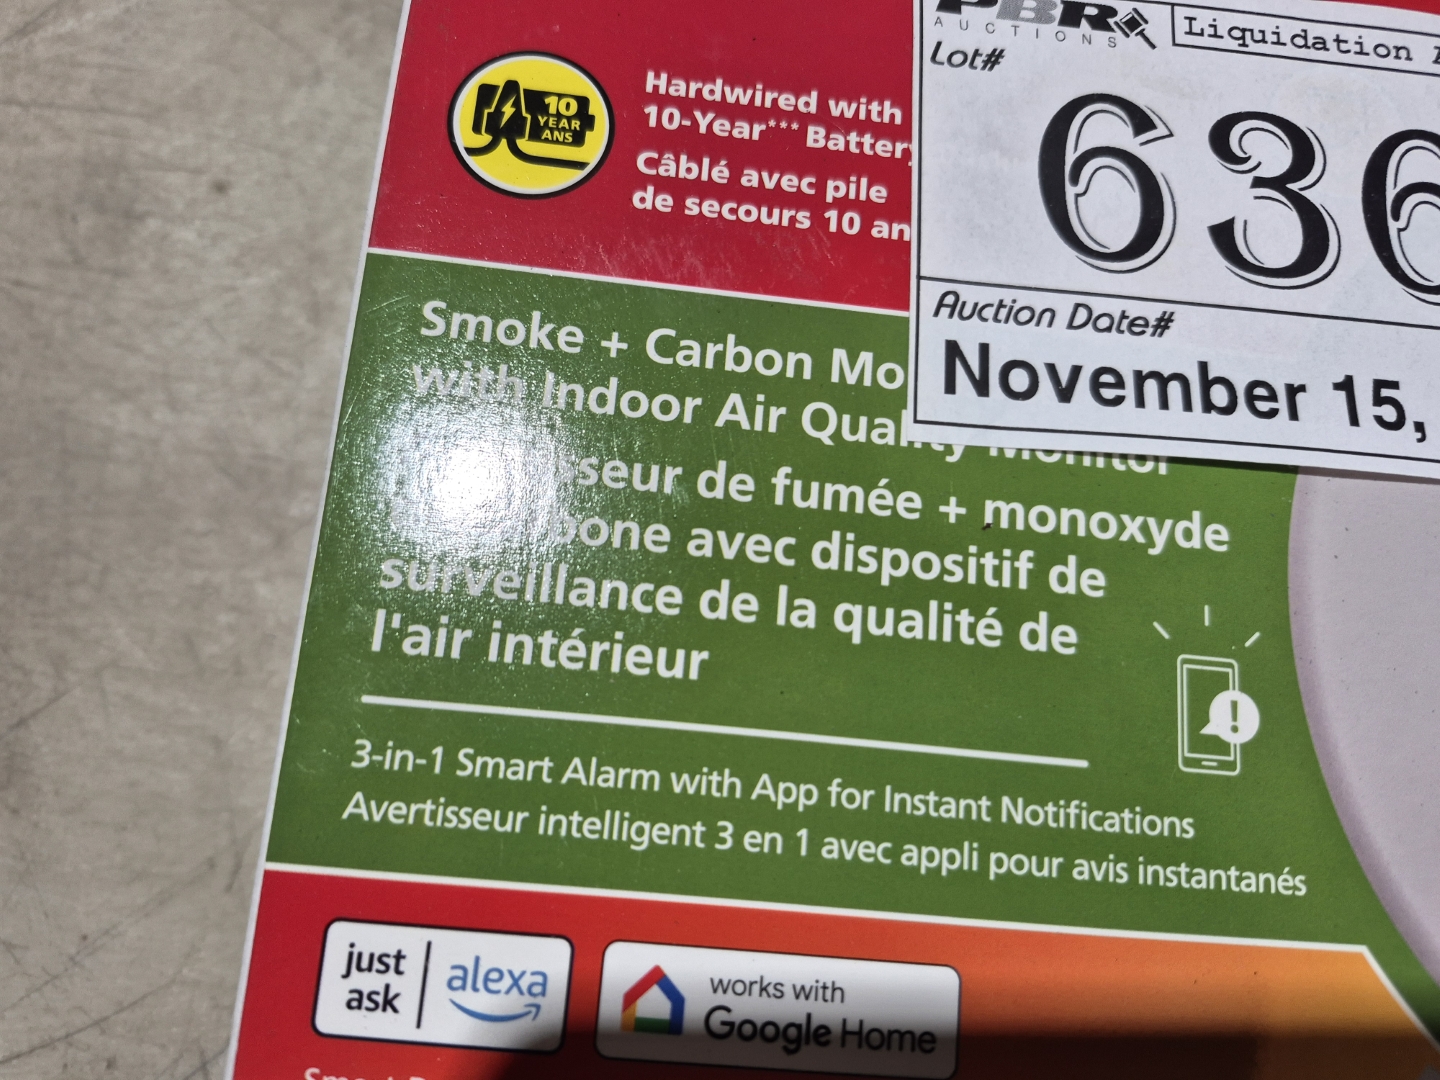 PBR
AUCTIONS
Liquidation
Lot#
636
Auction Date#
November 15,
10
YEAR
ANS
Hardwired with
10-Year*** Battery
Câblé avec pile
de secours 10 an
Smoke + Carbon Mo
with Indoor Air Quality Monitor
sseur de fumée + monoxyde
bone avec dispositif de
surveillance de la qualité de
l'air intérieur
3-in-1 Smart Alarm with App for Instant Notifications
Avertisseur intelligent 3 en 1 avec appli pour avis instantanés
just
ask
alexa
works with
Google Home